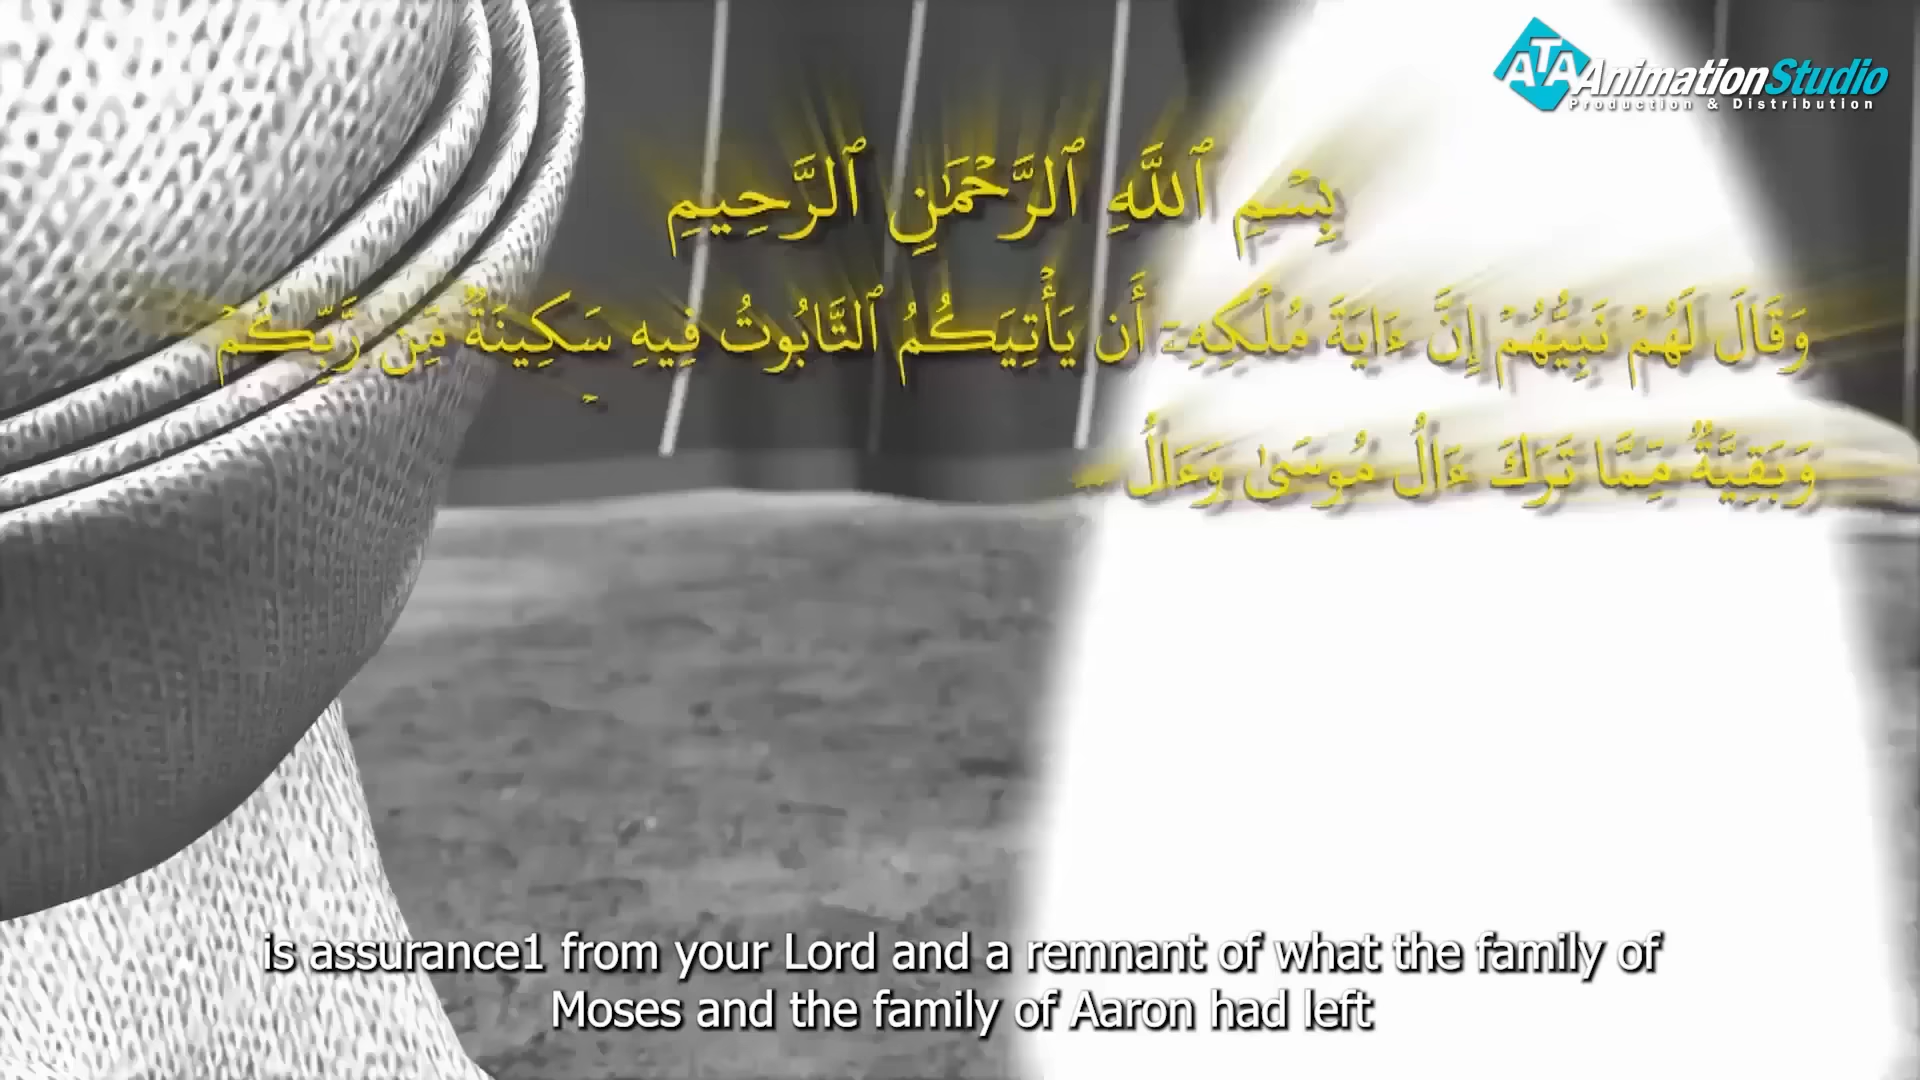 ATA AnimationStudio
Production & Distribution
بِسْمِ ٱللَّهِ ٱلرَّحْمَٰنِ ٱلرَّحِيمِ
وَقَالَ لَهُمْ نَبِيُّهُمْ إِنَّ ءَايَةَ مُلْكِهِۦٓ أَن يَأْتِيَكُمُ ٱلتَّابُوتُ فِيهِ سَكِينَةٌ مِّن رَّبِّكُمْ
وَبَقِيَّةٌ مِّمَّا تَرَكَ ءَالُ مُوسَىٰ وَءَالُ
is assurance1 from your Lord and a remnant of what the family of
Moses and the family of Aaron had left